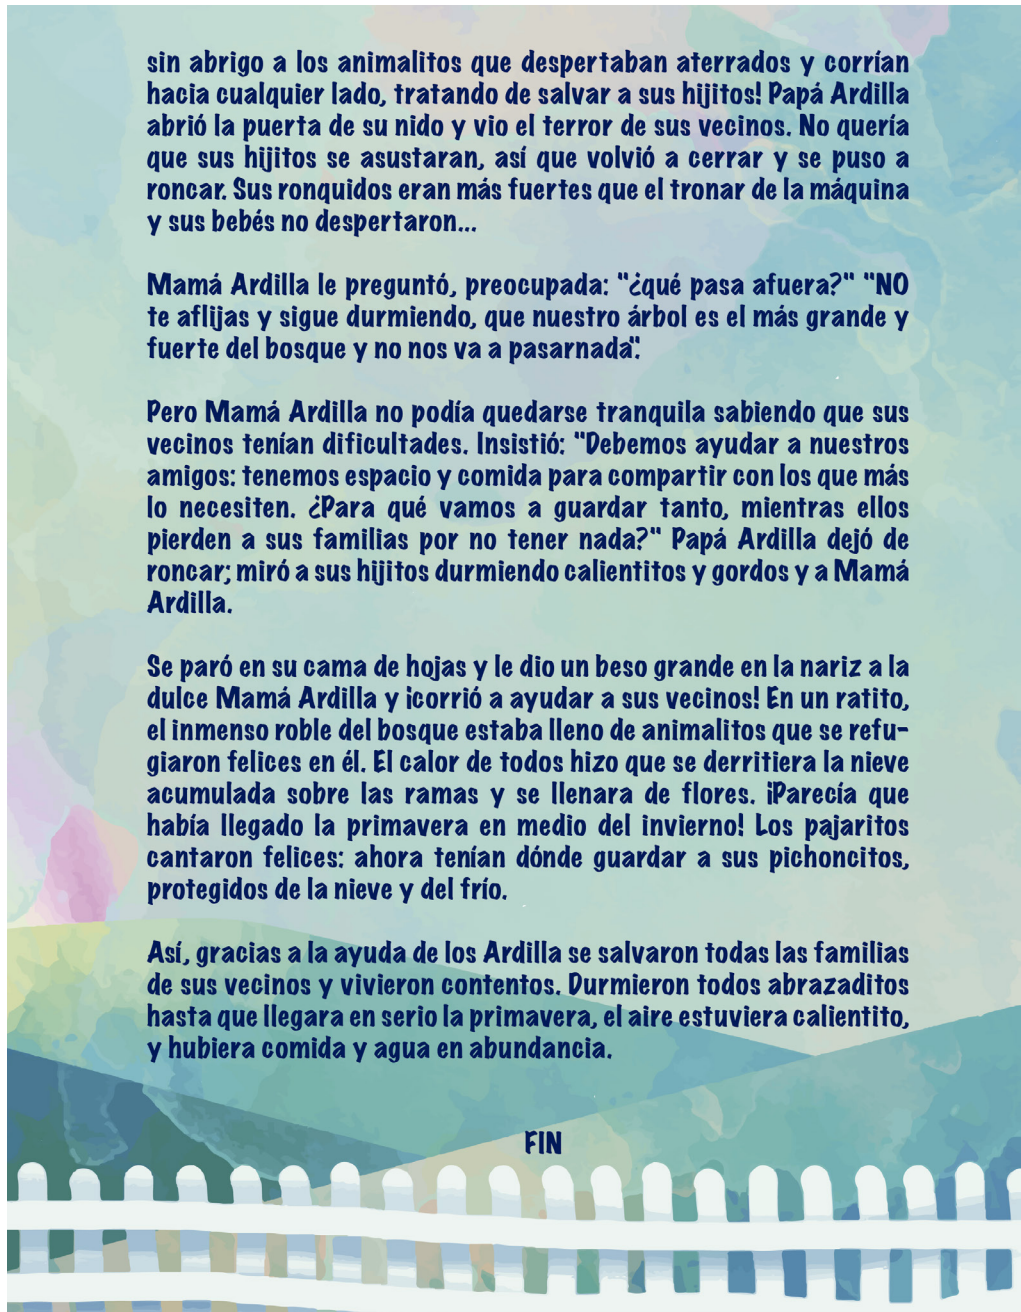 sin abrigo a los animalitos que despertaban aterrados y corrían
hacia cualquier lado, tratando de salvar a sus hijitos! Papá Ardilla
abrió la puerta de su nido y vio el terror de sus vecinos. No quería
que sus hijitos se asustaran, así que volvió a cerrar y se puso a
roncar. Sus ronquidos eran más fuertes que el tronar de la máquina
y sus bebés no despertaron...
Mamá Ardilla le preguntó, preocupada: "¿qué pasa afuera?" "NO
te aflijas y sigue durmiendo, que nuestro árbol es el más grande y
fuerte del bosque y no nos va a pasarnada".
Pero Mamá Ardilla no podía quedarse tranquila sabiendo que sus
vecinos tenían dificultades. Insistió: "Debemos ayudar a nuestros
amigos: tenemos espacio y comida para compartir con los que más
lo necesiten. ¿Para qué vamos a guardar tanto, mientras ellos
pierden a sus familias por no tener nada?" Papá Ardilla dejó de
roncar; miró a sus hijitos durmiendo calientitos y gordos y a Mamá
Ardilla.
Se paró en su cama de hojas y le dio un beso grande en la nariz a la
dulce Mamá Ardilla y ¡corrió a ayudar a sus vecinos! En un ratito,
el inmenso roble del bosque estaba lleno de animalitos que se refu-
giaron felices en él. El calor de todos hizo que se derritiera la nieve
acumulada sobre las ramas y se llenara de flores. ¡Parecía que
había llegado la primavera en medio del invierno! Los pajaritos
cantaron felices: ahora tenían dónde guardar a sus pichoncitos,
protegidos de la nieve y del frío.
Así, gracias a la ayuda de los Ardilla se salvaron todas las familias
de sus vecinos y vivieron contentos. Durmieron todos abrazaditos
hasta que llegara en serio la primavera, el aire estuviera calientito,
y hubiera comida y agua en abundancia.
FIN